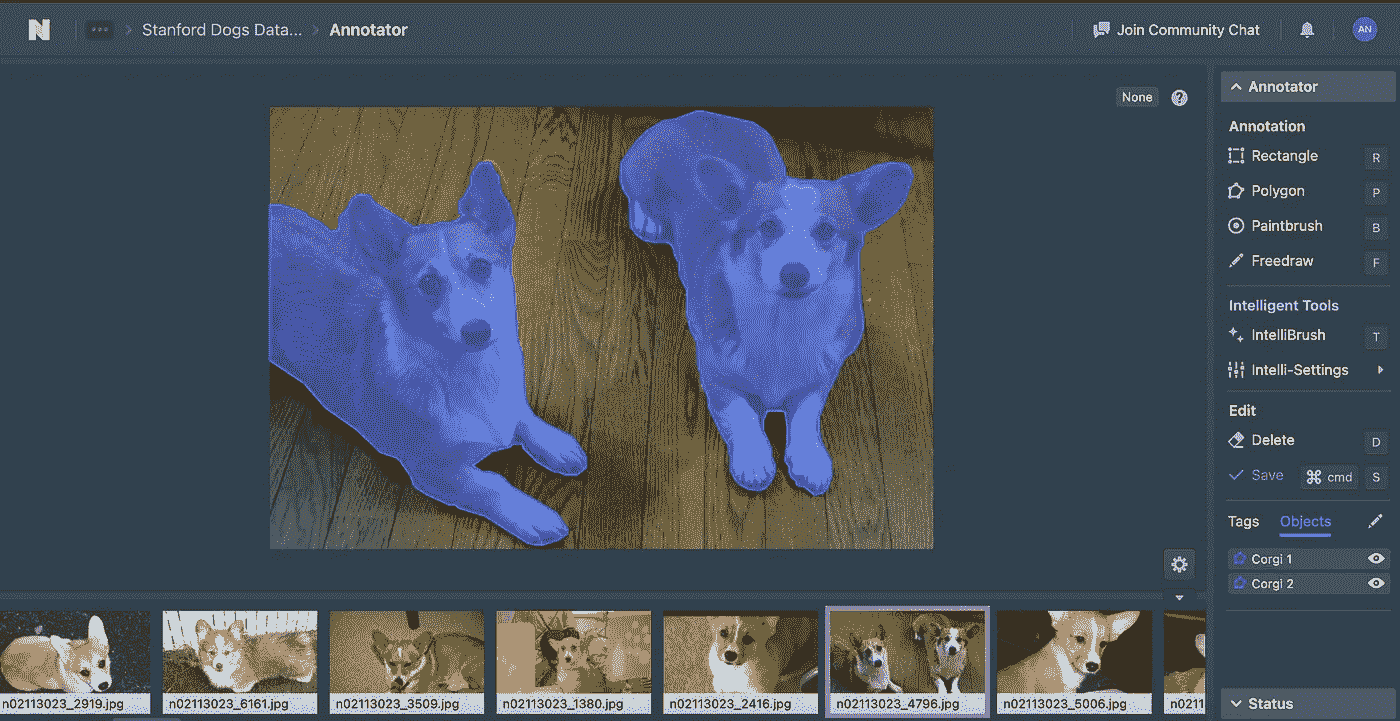 N
... > Stanford Dogs Data... > Annotator
Join Community Chat
AN
None
Annotator
Annotation
Rectangle R
Polygon P
Paintbrush B
Freedraw F
Intelligent Tools
IntelliBrush T
Intelli-Settings
Edit
Delete D
Save ⌘ cmd S
Tags Objects
Corgi 1
Corgi 2
n02113023_2919.jpg
n02113023_6161.jpg
n02113023_3509.jpg
n02113023_1380.jpg
n02113023_2416.jpg
n02113023_4796.jpg
n02113023_5006.jpg
n0211
Status